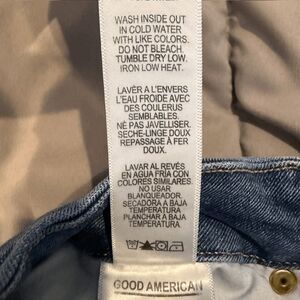 WASH INSIDE OUT
IN COLD WATER
WITH LIKE COLORS.
DO NOT BLEACH.
TUMBLE DRY LOW.
IRON LOW HEAT.
LAVÈR A L'ENVERS
L'EAU FROIDE AVEC
DES COULERUS
SEMBLABLES.
NE PAS JAVELLISER.
SECHE-LINGE DOUX
REPASSAGE À FER
DOUX.
LAVAR AL REVÉS
EN AGUA FRIA CON
COLORES SIMILARES.
NO USAR
BLANQUEADOR.
SECADORA A BAJA
TEMPERATURA
PLANCHAR A BAJA
TEMPERATURA
GOOD AMERICAN